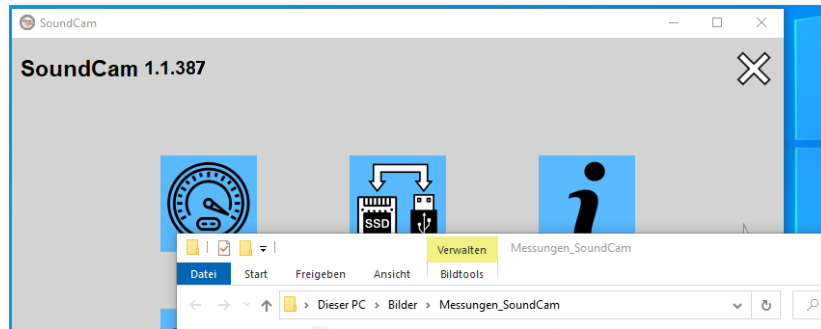 SoundCam
SoundCam 1.1.387
SSD
Verwalten Messungen_SoundCam
Datei Start Freigeben Ansicht Bildtools
Dieser PC > Bilder > Messungen_SoundCam